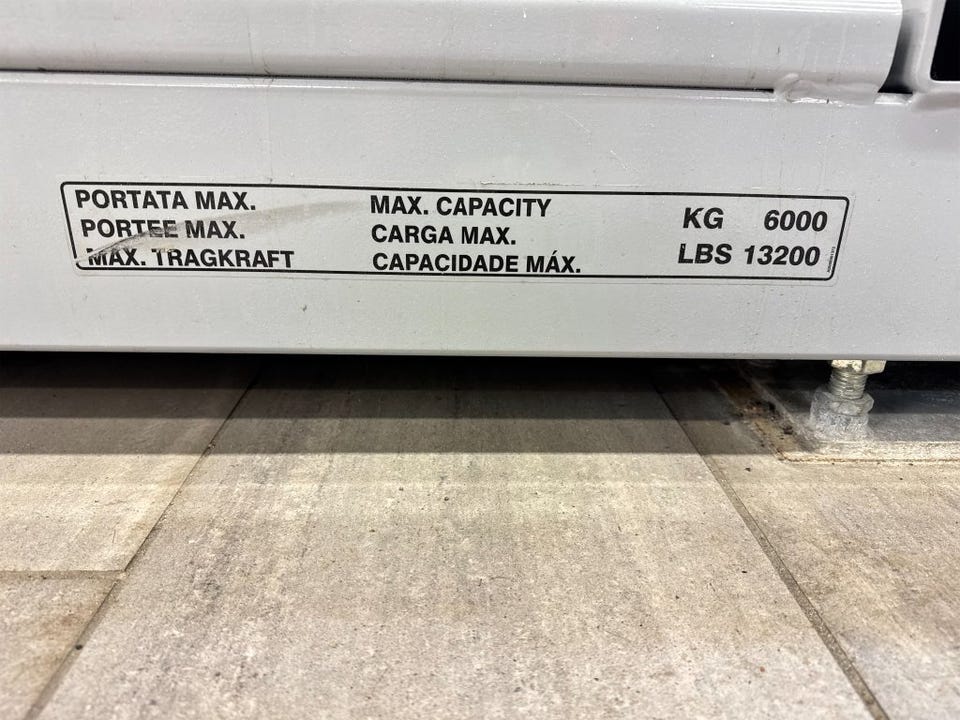 PORTATA MAX.
PORTEE MAX.
MAX. TRAGKRAFT
MAX. CAPACITY
CARGA MAX.
CAPACIDADE MÁX.
KG 6000
LBS 13200